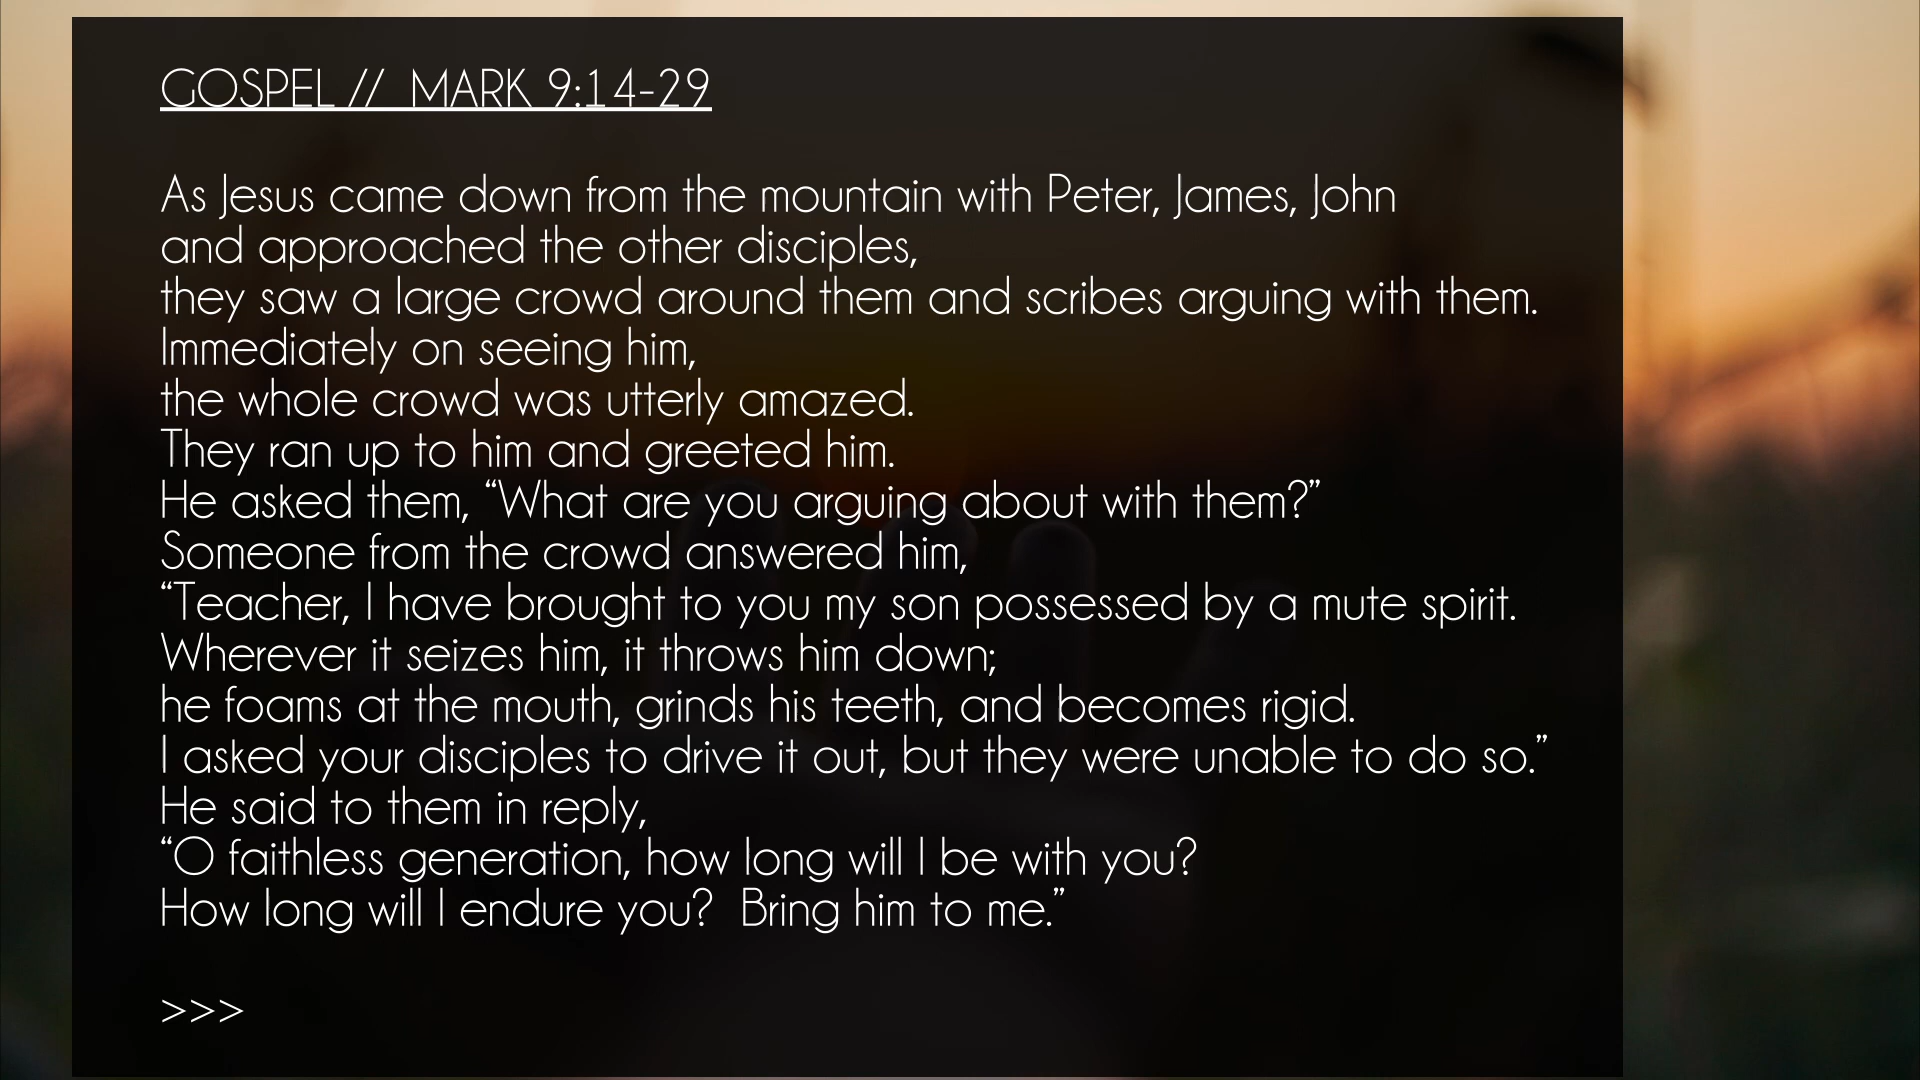 GOSPEL //  MARK 9:14-29
As Jesus came down from the mountain with Peter, James, John
and approached the other disciples,
they saw a large crowd around them and scribes arguing with them.
Immediately on seeing him,
the whole crowd was utterly amazed.
They ran up to him and greeted him.
He asked them, “What are you arguing about with them?”
Someone from the crowd answered him,
“Teacher, I have brought to you my son possessed by a mute spirit.
Wherever it seizes him, it throws him down;
he foams at the mouth, grinds his teeth, and becomes rigid.
I asked your disciples to drive it out, but they were unable to do so.”
He said to them in reply,
“O faithless generation, how long will I be with you?
How long will I endure you?  Bring him to me.”
>>>